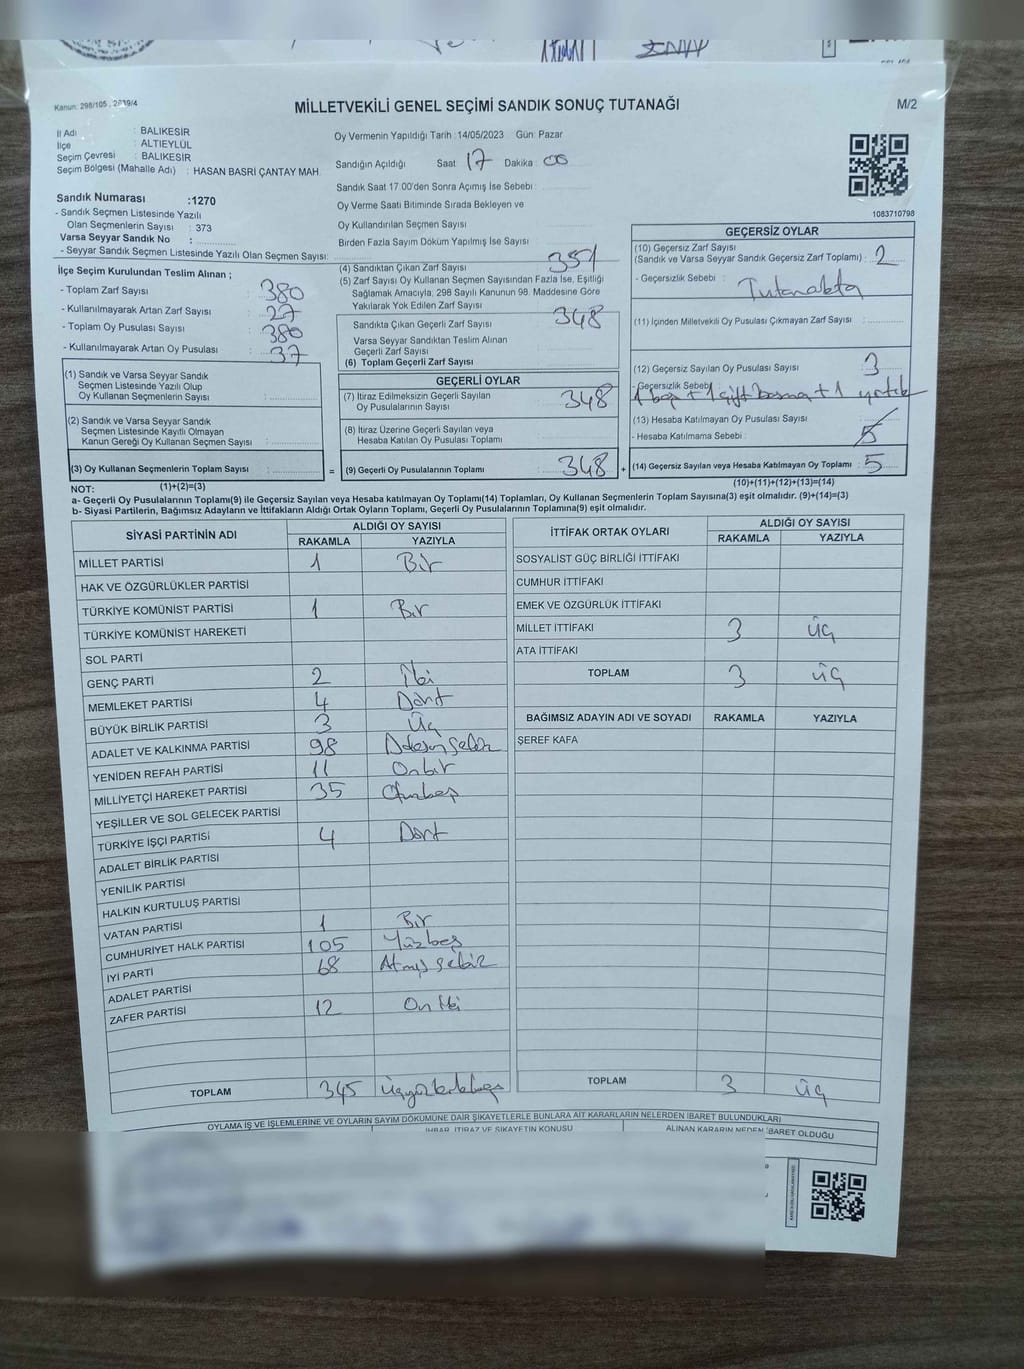 Kanun: 298/105 , 2839/4
MİLLETVEKİLİ GENEL SEÇİMİ SANDIK SONUÇ TUTANAĞI
M/2
İl Adı : BALIKESİR
İlçe : ALTIEYLÜL
Seçim Çevresi : BALIKESİR
Seçim Bölgesi (Mahalle Adı) : HASAN BASRİ ÇANTAY MAH.
Sandık Numarası :1270
- Sandık Seçmen Listesinde Yazılı
Olan Seçmenlerin Sayısı : 373
Varsa Seyyar Sandık No :
- Seyyar Sandık Seçmen Listesinde Yazılı Olan Seçmen Sayısı:
Oy Vermenin Yapıldığı Tarih :14/05/2023 Gün: Pazar
Sandığın Açıldığı Saat 17 Dakika 00
Sandık Saat 17.00'den Sonra Açılmış İse Sebebi :
Oy Verme Saati Bitiminde Sırada Bekleyen ve
Oy Kullandırılan Seçmen Sayısı
Birden Fazla Sayım Döküm Yapılmış İse Sayısı
1083710798
İlçe Seçim Kurulundan Teslim Alınan ;
- Toplam Zarf Sayısı : 380
- Kullanılmayarak Artan Zarf Sayısı : 27
- Toplam Oy Pusulası Sayısı : 380
- Kullanılmayarak Artan Oy Pusulası : 37
(1) Sandık ve Varsa Seyyar Sandık
Seçmen Listesinde Yazılı Olup
Oy Kullanan Seçmenlerin Sayısı :
(2) Sandık ve Varsa Seyyar Sandık
Seçmen Listesinde Kayıtlı Olmayan
Kanun Gereği Oy Kullanan Seçmen Sayısı :
(3) Oy Kullanan Seçmenlerin Toplam Sayısı :
(1)+(2)=(3)
(4) Sandıktan Çıkan Zarf Sayısı 351
(5) Zarf Sayısı Oy Kullanan Seçmen Sayısından Fazla İse, Eşitliği
Sağlamak Amacıyla, 298 Sayılı Kanunun 98. Maddesine Göre
Yakılarak Yok Edilen Zarf Sayısı
Sandıkta Çıkan Geçerli Zarf Sayısı 348
Varsa Seyyar Sandıktan Teslim Alınan
Geçerli Zarf Sayısı
(6) Toplam Geçerli Zarf Sayısı
GEÇERLİ OYLAR
(7) İtiraz Edilmeksizin Geçerli Sayılan
Oy Pusulalarının Sayısı 348
(8) İtiraz Üzerine Geçerli Sayılan veya
Hesaba Katılan Oy Pusulası Toplamı
= (9) Geçerli Oy Pusulalarının Toplamı : 348 +
GEÇERSİZ OYLAR
(10) Geçersiz Zarf Sayısı
(Sandık ve Varsa Seyyar Sandık Geçersiz Zarf Toplamı) : 2
- Geçersizlik Sebebi : Tutanakta
(11) İçinden Milletvekili Oy Pusulası Çıkmayan Zarf Sayısı :
(12) Geçersiz Sayılan Oy Pusulası Sayısı 3
- Geçersizlik Sebebi 1 boş + 1 çift basma + 1 yırtık
(13) Hesaba Katılmayan Oy Pusulası Sayısı
- Hesaba Katılmama Sebebi :
(14) Geçersiz Sayılan veya Hesaba Katılmayan Oy Toplamı : 5
(10)+(11)+(12)+(13)=(14)
NOT:
a- Geçerli Oy Pusulalarının Toplamı(9) ile Geçersiz Sayılan veya Hesaba katılmayan Oy Toplamı(14) Toplamları, Oy Kullanan Seçmenlerin Toplam Sayısına(3) eşit olmalıdır. (9)+(14)=(3)
b- Siyasi Partilerin, Bağımsız Adayların ve İttifakların Aldığı Ortak Oyların Toplamı, Geçerli Oy Pusulalarının Toplamına(9) eşit olmalıdır.
SİYASİ PARTİNİN ADI ALDIĞI OY SAYISI
RAKAMLA YAZIYLA
MİLLET PARTİSİ 1 Bir
HAK VE ÖZGÜRLÜKLER PARTİSİ
TÜRKİYE KOMÜNİST PARTİSİ 1 Bir
TÜRKİYE KOMÜNİST HAREKETİ
SOL PARTİ
GENÇ PARTİ 2 İki
MEMLEKET PARTİSİ 4 Dört
BÜYÜK BİRLİK PARTİSİ 3 Üç
ADALET VE KALKINMA PARTİSİ 98 Doksan Sekiz
YENİDEN REFAH PARTİSİ 11 Onbir
MİLLİYETÇİ HAREKET PARTİSİ 35 Otuzbeş
YEŞİLLER VE SOL GELECEK PARTİSİ
TÜRKİYE İŞÇİ PARTİSİ 4 Dört
ADALET BİRLİK PARTİSİ
YENİLİK PARTİSİ
HALKIN KURTULUŞ PARTİSİ
VATAN PARTİSİ 1 Bir
CUMHURİYET HALK PARTİSİ 105 Yüzbeş
İYİ PARTİ 68 Atmış Sekiz
ADALET PARTİSİ
ZAFER PARTİSİ 12 On İki
TOPLAM 345 Üçyüzkırkbeş
İTTİFAK ORTAK OYLARI ALDIĞI OY SAYISI
RAKAMLA YAZIYLA
SOSYALİST GÜÇ BİRLİĞİ İTTİFAKI
CUMHUR İTTİFAKI
EMEK VE ÖZGÜRLÜK İTTİFAKI
MİLLET İTTİFAKI 3 Üç
ATA İTTİFAKI
TOPLAM 3 Üç
BAĞIMSIZ ADAYIN ADI VE SOYADI RAKAMLA YAZIYLA
ŞEREF KAFA
TOPLAM 3 Üç
OYLAMA İŞ VE İŞLEMLERİNE VE OYLARIN SAYIM DÖKÜMÜNE DAİR ŞİKAYETLERLE BUNLARA AİT KARARLARIN NELERDEN İBARET BULUNDUKLARI
İHBAR, İTİRAZ VE ŞİKAYETİN KONUSU
ALINAN KARARIN NEDEN İBARET OLDUĞU